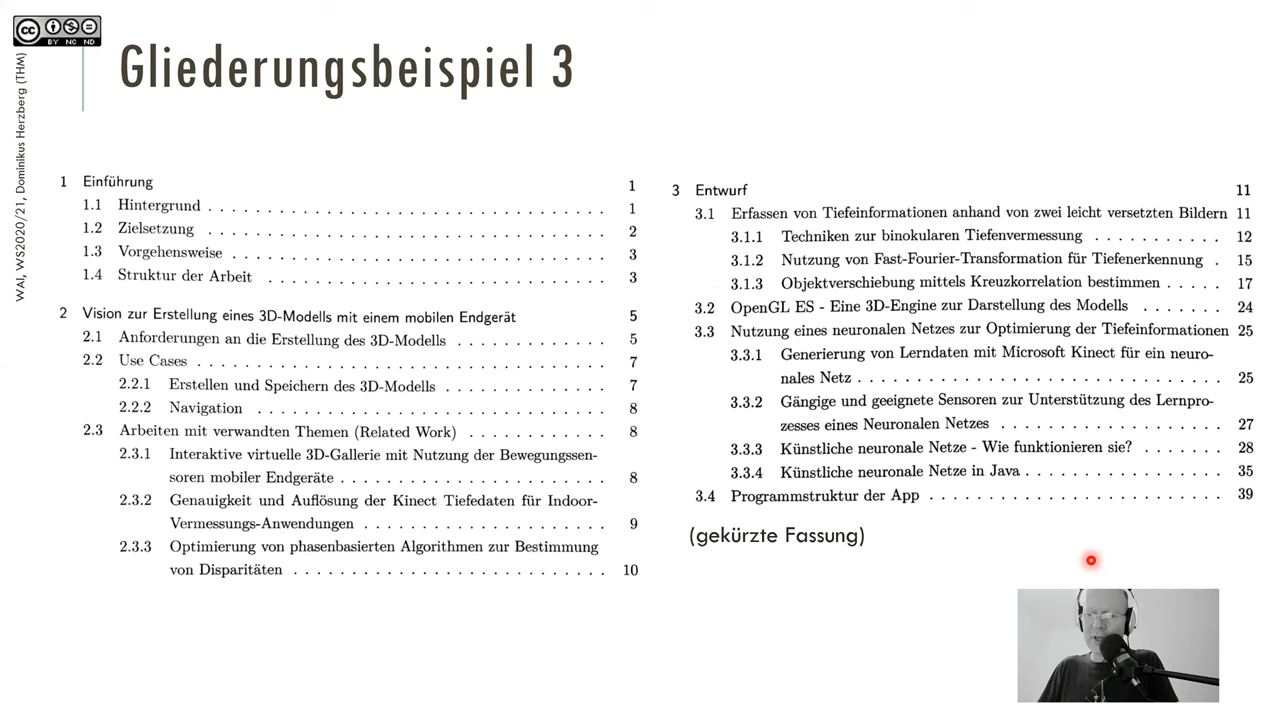 cc BY NC ND
WAI, WS2020/21, Dominikus Herzberg (THM)
Gliederungsbeispiel 3
1 Einführung 1
1.1 Hintergrund . . . . . . . . . . . . . . . . . . . . . . . . . . . . . . . 1
1.2 Zielsetzung . . . . . . . . . . . . . . . . . . . . . . . . . . . . . . . 2
1.3 Vorgehensweise . . . . . . . . . . . . . . . . . . . . . . . . . . . . . 3
1.4 Struktur der Arbeit . . . . . . . . . . . . . . . . . . . . . . . . . . 3
2 Vision zur Erstellung eines 3D-Modells mit einem mobilen Endgerät 5
2.1 Anforderungen an die Erstellung des 3D-Modells . . . . . . . . . . . 5
2.2 Use Cases . . . . . . . . . . . . . . . . . . . . . . . . . . . . . . . . 7
2.2.1 Erstellen und Speichern des 3D-Modells . . . . . . . . . . . . 7
2.2.2 Navigation . . . . . . . . . . . . . . . . . . . . . . . . . . . 8
2.3 Arbeiten mit verwandten Themen (Related Work) . . . . . . . . . . 8
2.3.1 Interaktive virtuelle 3D-Gallerie mit Nutzung der Bewegungssen-
soren mobiler Endgeräte . . . . . . . . . . . . . . . . . . . . 8
2.3.2 Genauigkeit und Auflösung der Kinect Tiefedaten für Indoor-
Vermessungs-Anwendungen . . . . . . . . . . . . . . . . . . 9
2.3.3 Optimierung von phasenbasierten Algorithmen zur Bestimmung
von Disparitäten . . . . . . . . . . . . . . . . . . . . . . . . 10
3 Entwurf 11
3.1 Erfassen von Tiefeinformationen anhand von zwei leicht versetzten Bildern 11
3.1.1 Techniken zur binokularen Tiefenvermessung . . . . . . . . . . 12
3.1.2 Nutzung von Fast-Fourier-Transformation für Tiefenerkennung . 15
3.1.3 Objektverschiebung mittels Kreuzkorrelation bestimmen . . . . . 17
3.2 OpenGL ES - Eine 3D-Engine zur Darstellung des Modells . . . . . . . 24
3.3 Nutzung eines neuronalen Netzes zur Optimierung der Tiefeinformationen 25
3.3.1 Generierung von Lerndaten mit Microsoft Kinect für ein neuro-
nales Netz . . . . . . . . . . . . . . . . . . . . . . . . . . . . 25
3.3.2 Gängige und geeignete Sensoren zur Unterstützung des Lernpro-
zesses eines Neuronalen Netzes . . . . . . . . . . . . . . . . . 27
3.3.3 Künstliche neuronale Netze - Wie funktionieren sie? . . . . . . . 28
3.3.4 Künstliche neuronale Netze in Java . . . . . . . . . . . . . . . 35
3.4 Programmstruktur der App . . . . . . . . . . . . . . . . . . . . . . 39
(gekürzte Fassung)